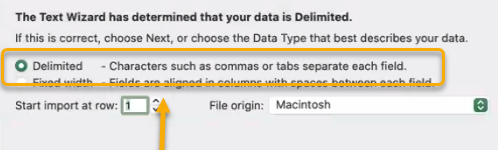 The Text Wizard has determined that your data is Delimited.
If this is correct, choose Next, or choose the Data Type that best describes your data.
Delimited - Characters such as commas or tabs separate each field.
Fixed width - Fields are aligned in columns with spaces between each field.
Start import at row: 1 File origin: Macintosh